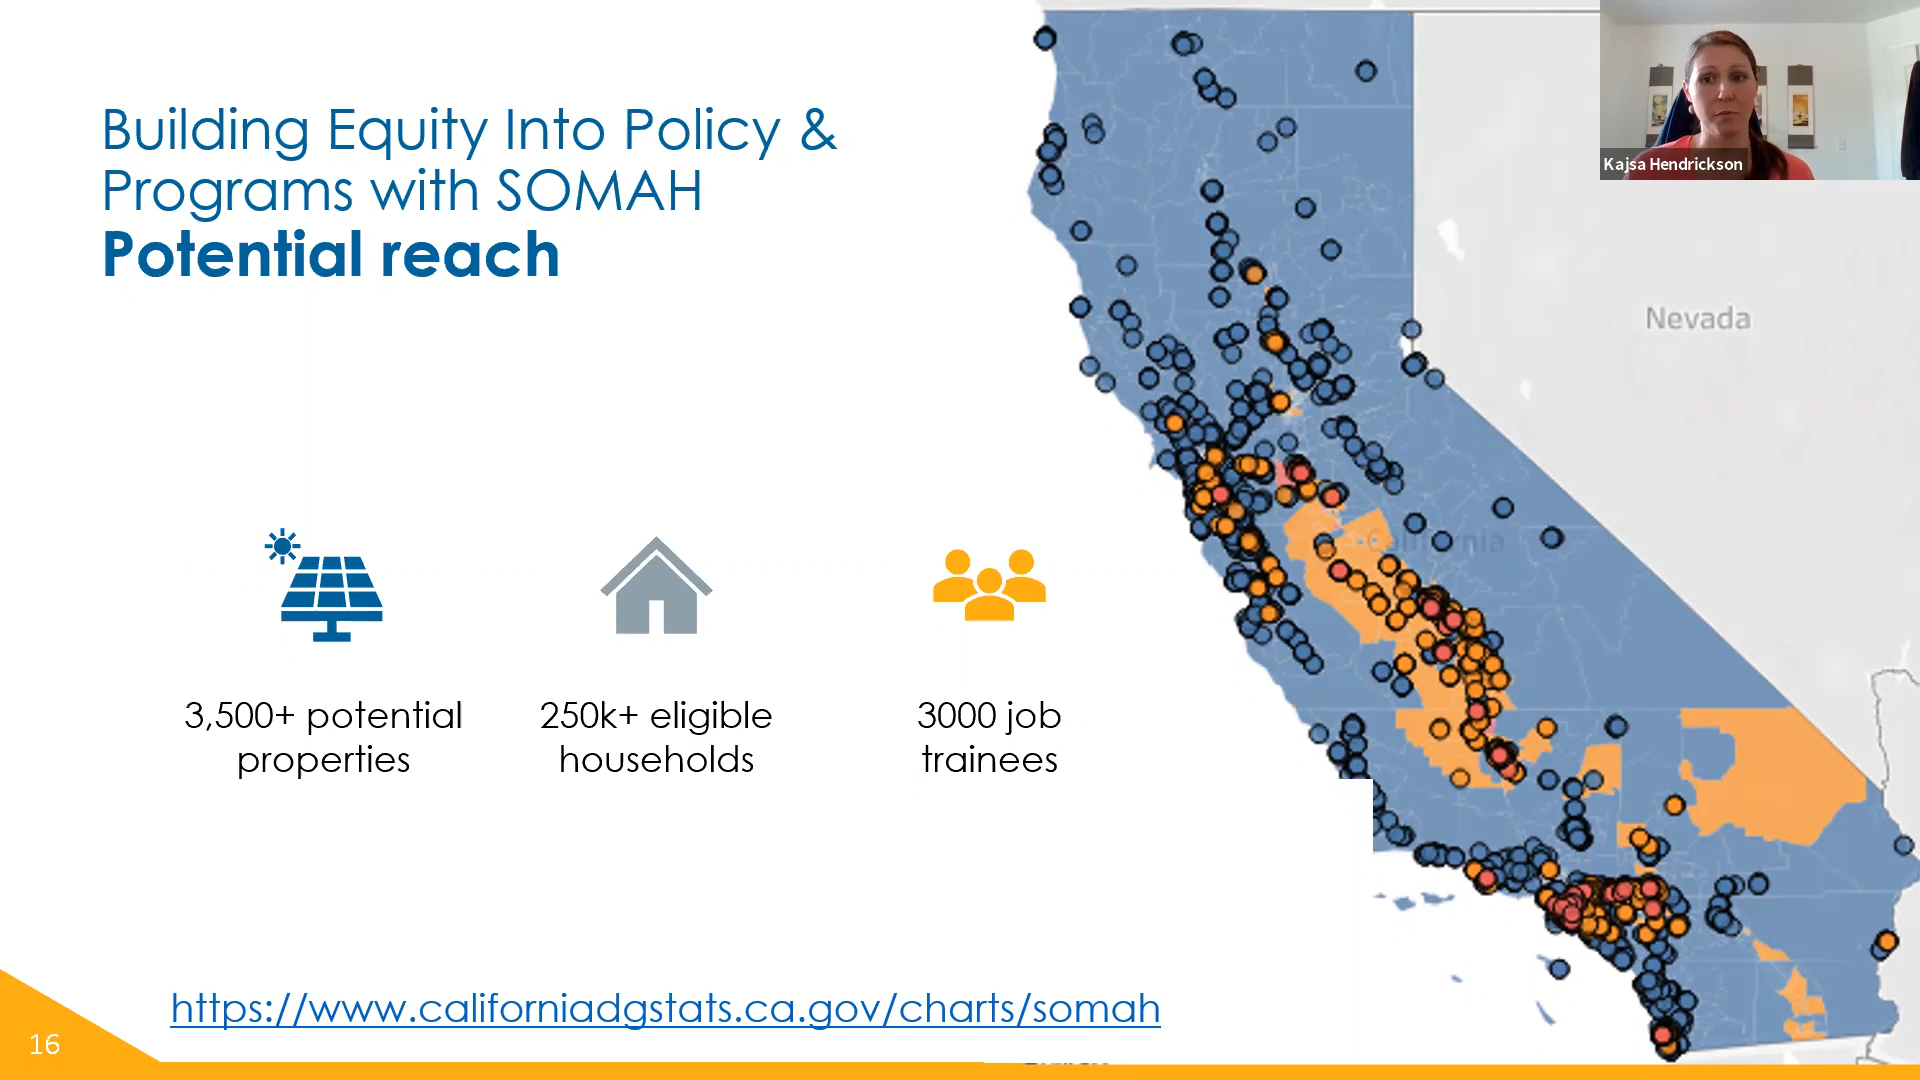 Building Equity Into Policy &
Programs with SOMAH
Potential reach
3,500+ potential
properties
250k+ eligible
households
3000 job
trainees
https://www.californiadgstats.ca.gov/charts/somah
16
Kajsa Hendrickson
Nevada
California